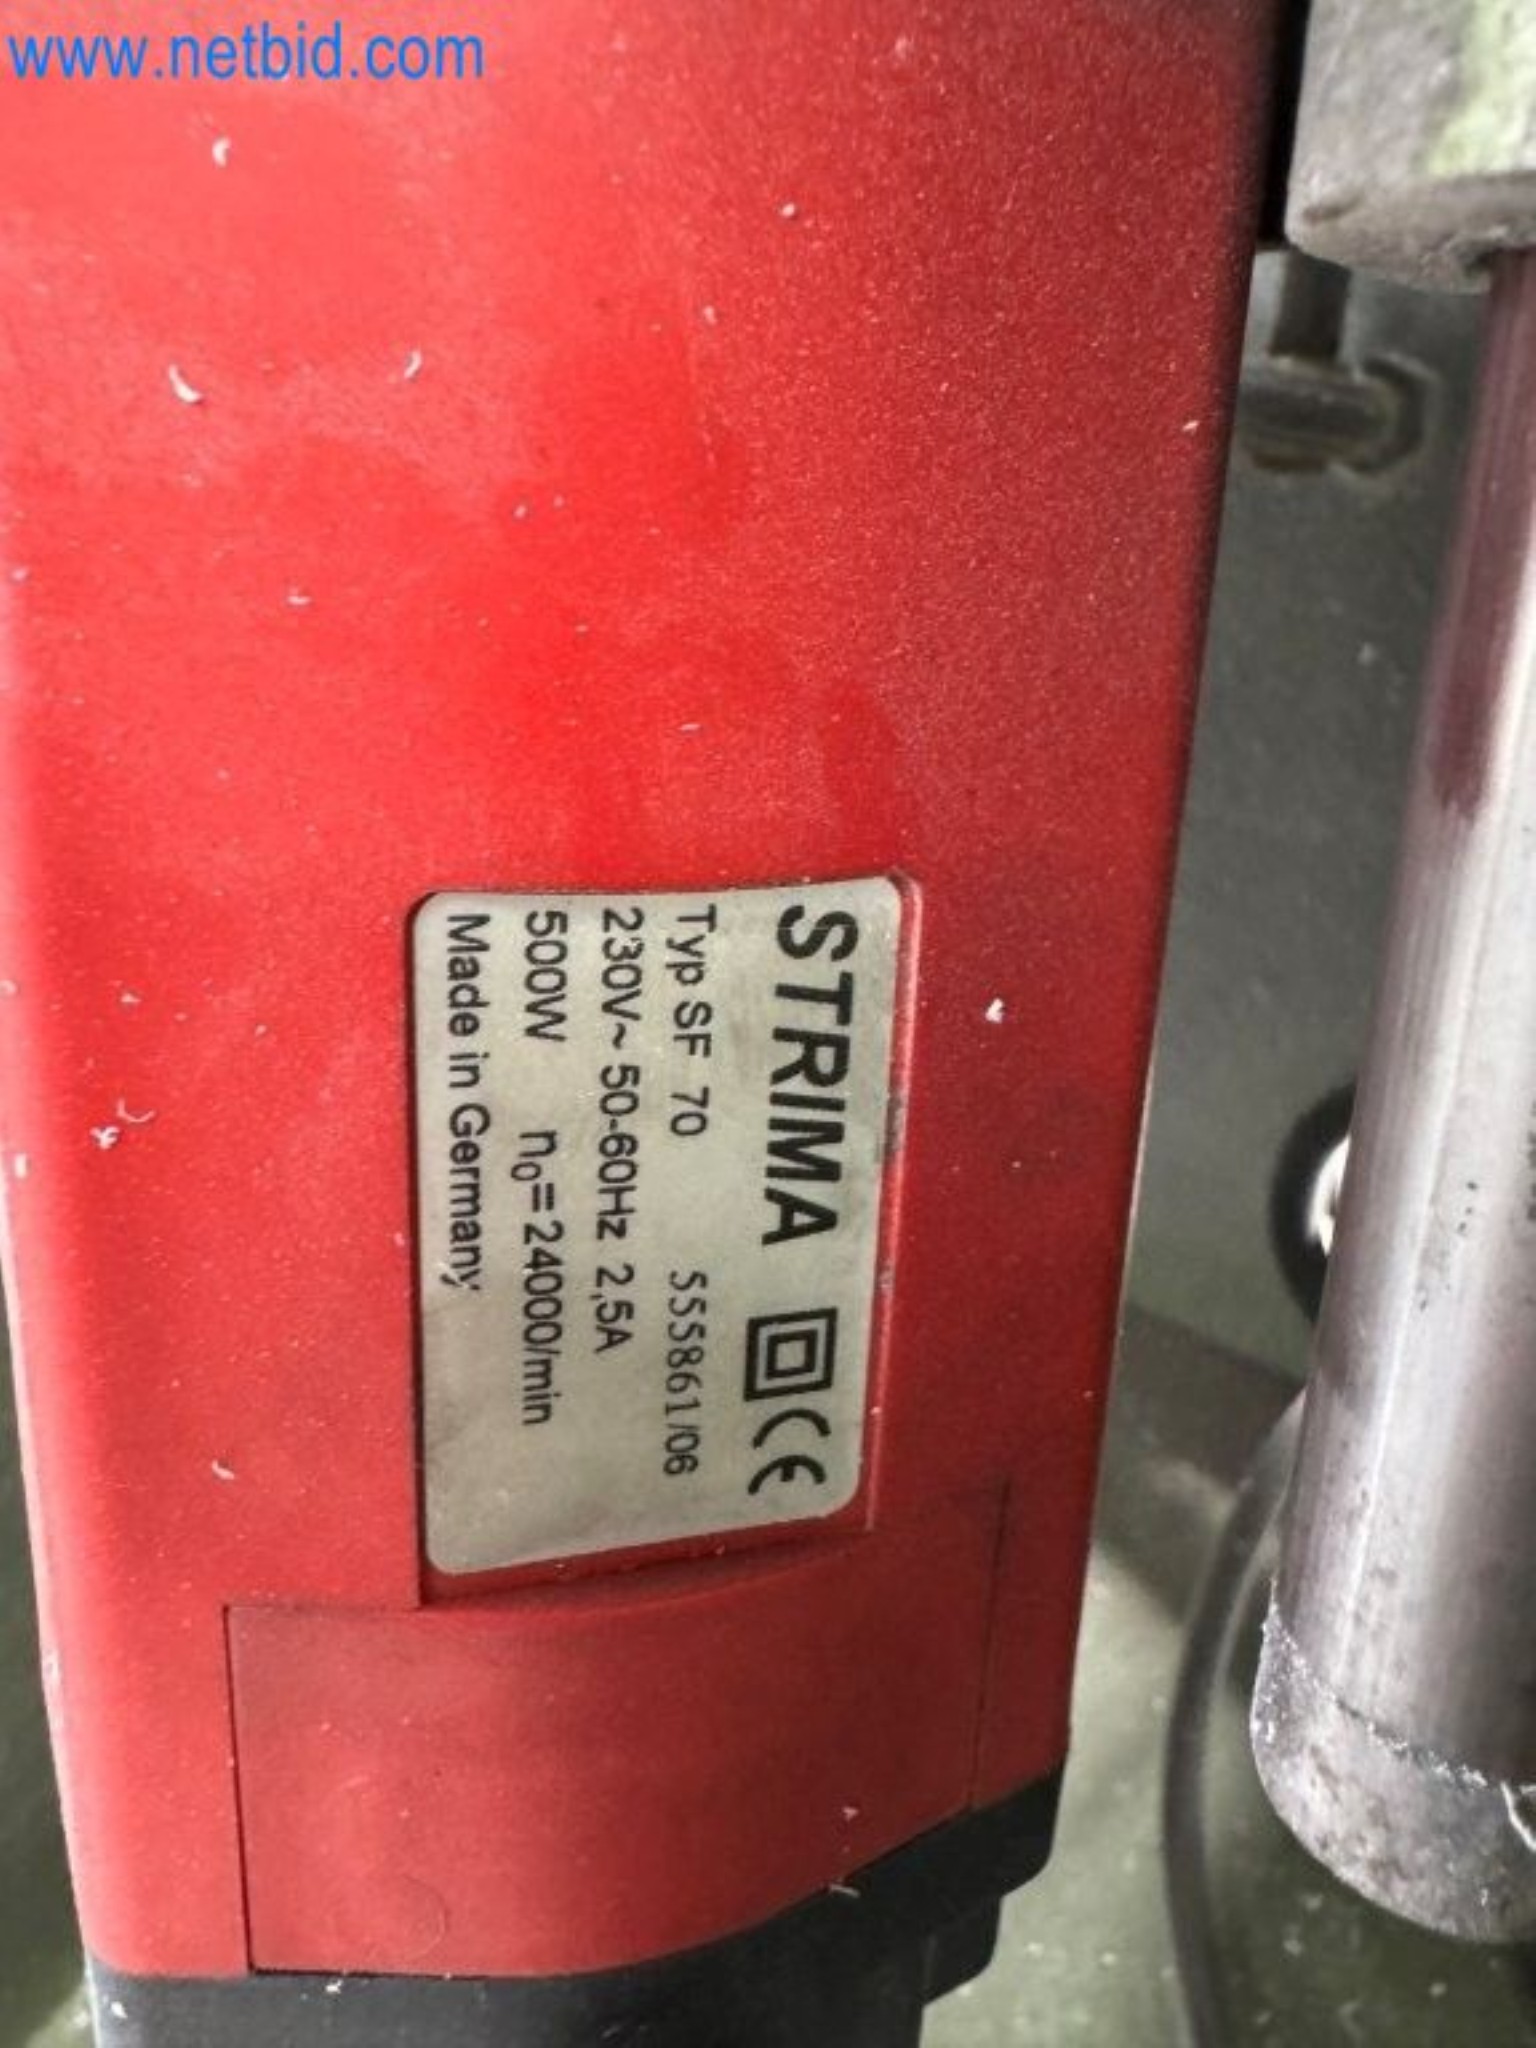 www.netbid.com
STRIMA CE
Typ SF 70 555861/06
230V~ 50-60Hz 2,5A
500W n₀=24000/min
Made in Germany